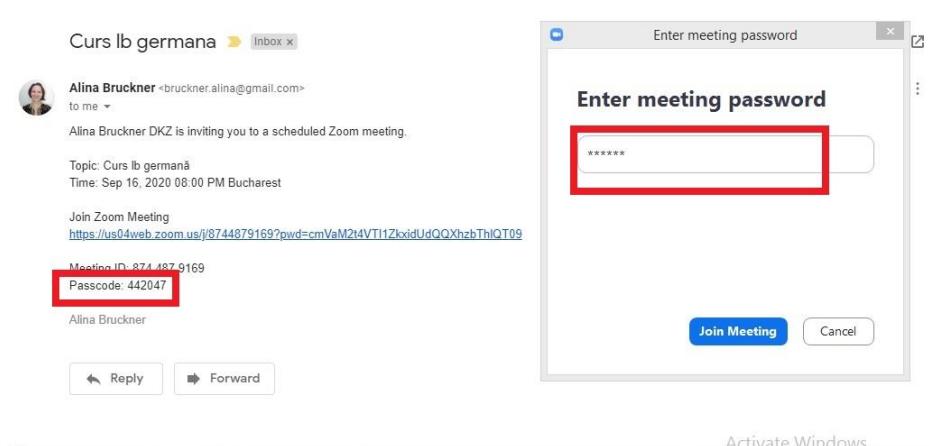 Curs lb germana
Inbox x
Alina Bruckner <bruckner.alina@gmail.com>
to me
Alina Bruckner DKZ is inviting you to a scheduled Zoom meeting.
Topic: Curs lb germană
Time: Sep 16, 2020 08:00 PM Bucharest
Join Zoom Meeting
https://us04web.zoom.us/j/8744879169?pwd=cmVaM2t4VTl1ZkxidUdQQXhzbThIQT09
Meeting ID: 874 487 9169
Passcode: 442047
Alina Bruckner
Reply
Forward
Enter meeting password
Enter meeting password
******
Join Meeting
Cancel
Activate Windows